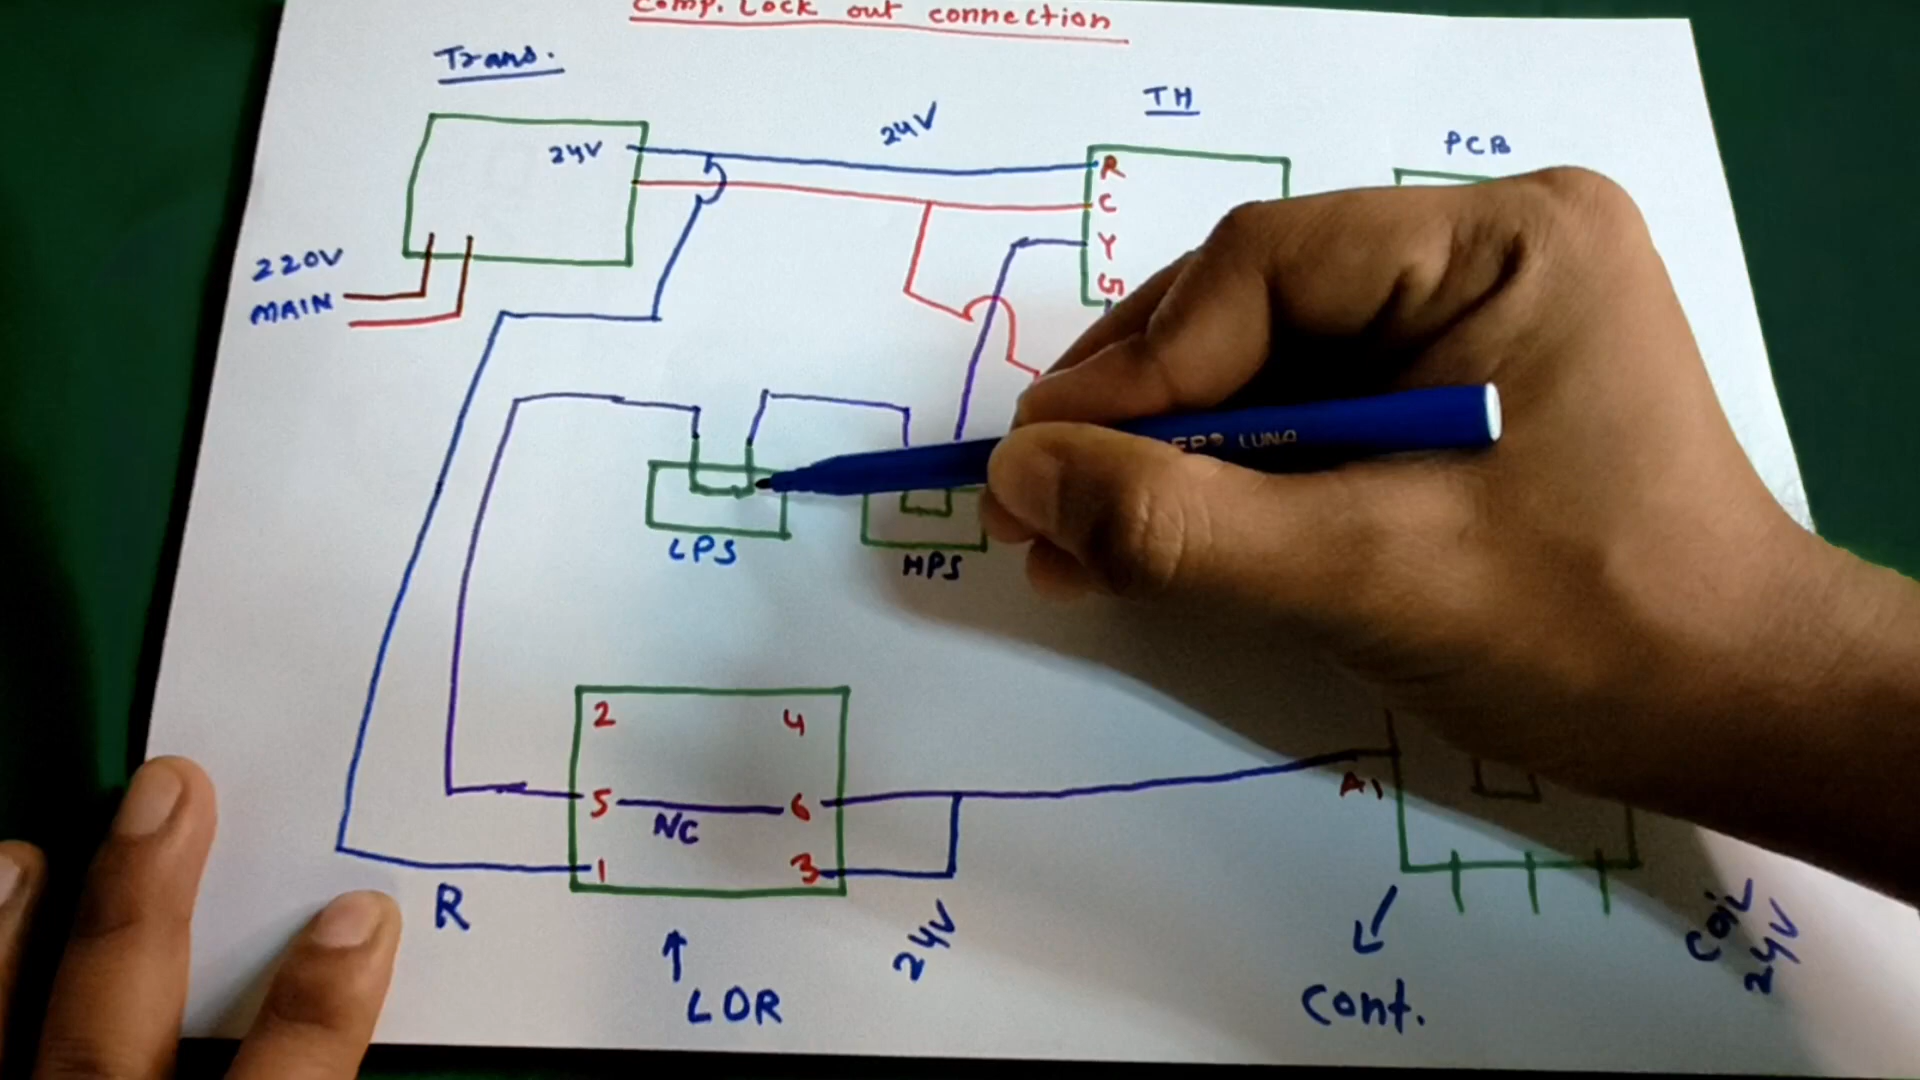 Comp. Lock out connection
Trans.
TH
24V
PCB
24V
R
C
Y
G
220V
MAIN
LUNA
LPS
HPS
2 4
5 NC 6
1 3
A1
R
24V
LOR
Cont.
Coil
24V